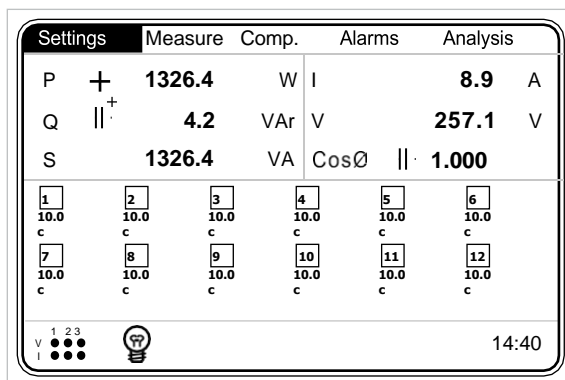 Settings Measure Comp. Alarms Analysis
P + 1326.4 W I 8.9 A
Q + 4.2 VAr V 257.1 V
S 1326.4 VA CosØ 1.000
1 2 3 4 5 6
10.0 10.0 10.0 10.0 10.0 10.0
c c c c c c
7 8 9 10 11 12
10.0 10.0 10.0 10.0 10.0 10.0
c c c c c c
1 2 3
V
I
14:40